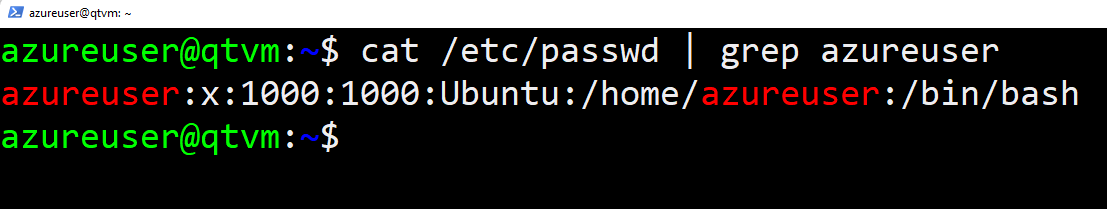 azureuser@qtvm: ~
azureuser@qtvm:~$ cat /etc/passwd | grep azureuser
azureuser:x:1000:1000:Ubuntu:/home/azureuser:/bin/bash
azureuser@qtvm:~$